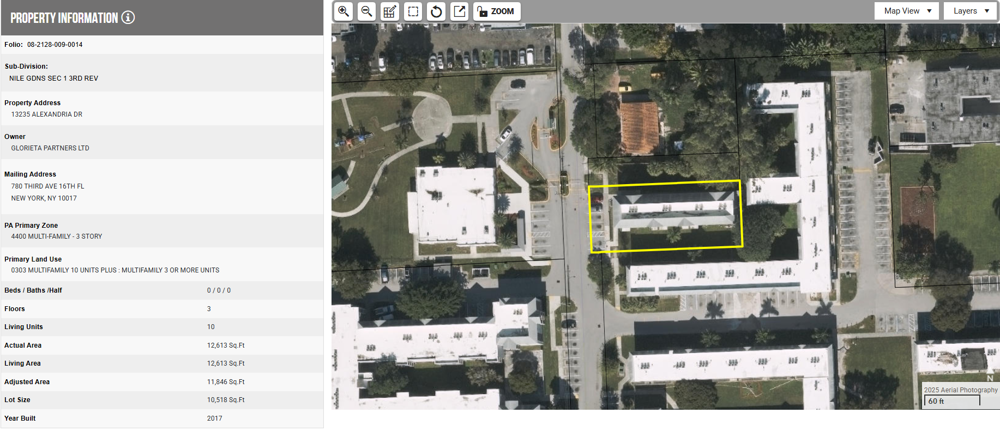 PROPERTY INFORMATION
Folio: 08-2128-009-0014
Sub-Division:
NILE GDNS SEC 1 3RD REV
Property Address
13235 ALEXANDRIA DR
Owner
GLORIETA PARTNERS LTD
Mailing Address
780 THIRD AVE 16TH FL
NEW YORK, NY 10017
PA Primary Zone
4400 MULTI-FAMILY - 3 STORY
Primary Land Use
0303 MULTIFAMILY 10 UNITS PLUS : MULTIFAMILY 3 OR MORE UNITS
Beds / Baths /Half 0 / 0 / 0
Floors 3
Living Units 10
Actual Area 12,613 Sq.Ft
Living Area 12,613 Sq.Ft
Adjusted Area 11,846 Sq.Ft
Lot Size 10,518 Sq.Ft
Year Built 2017
ZOOM
Map View
Layers
N
2025 Aerial Photography
60 ft